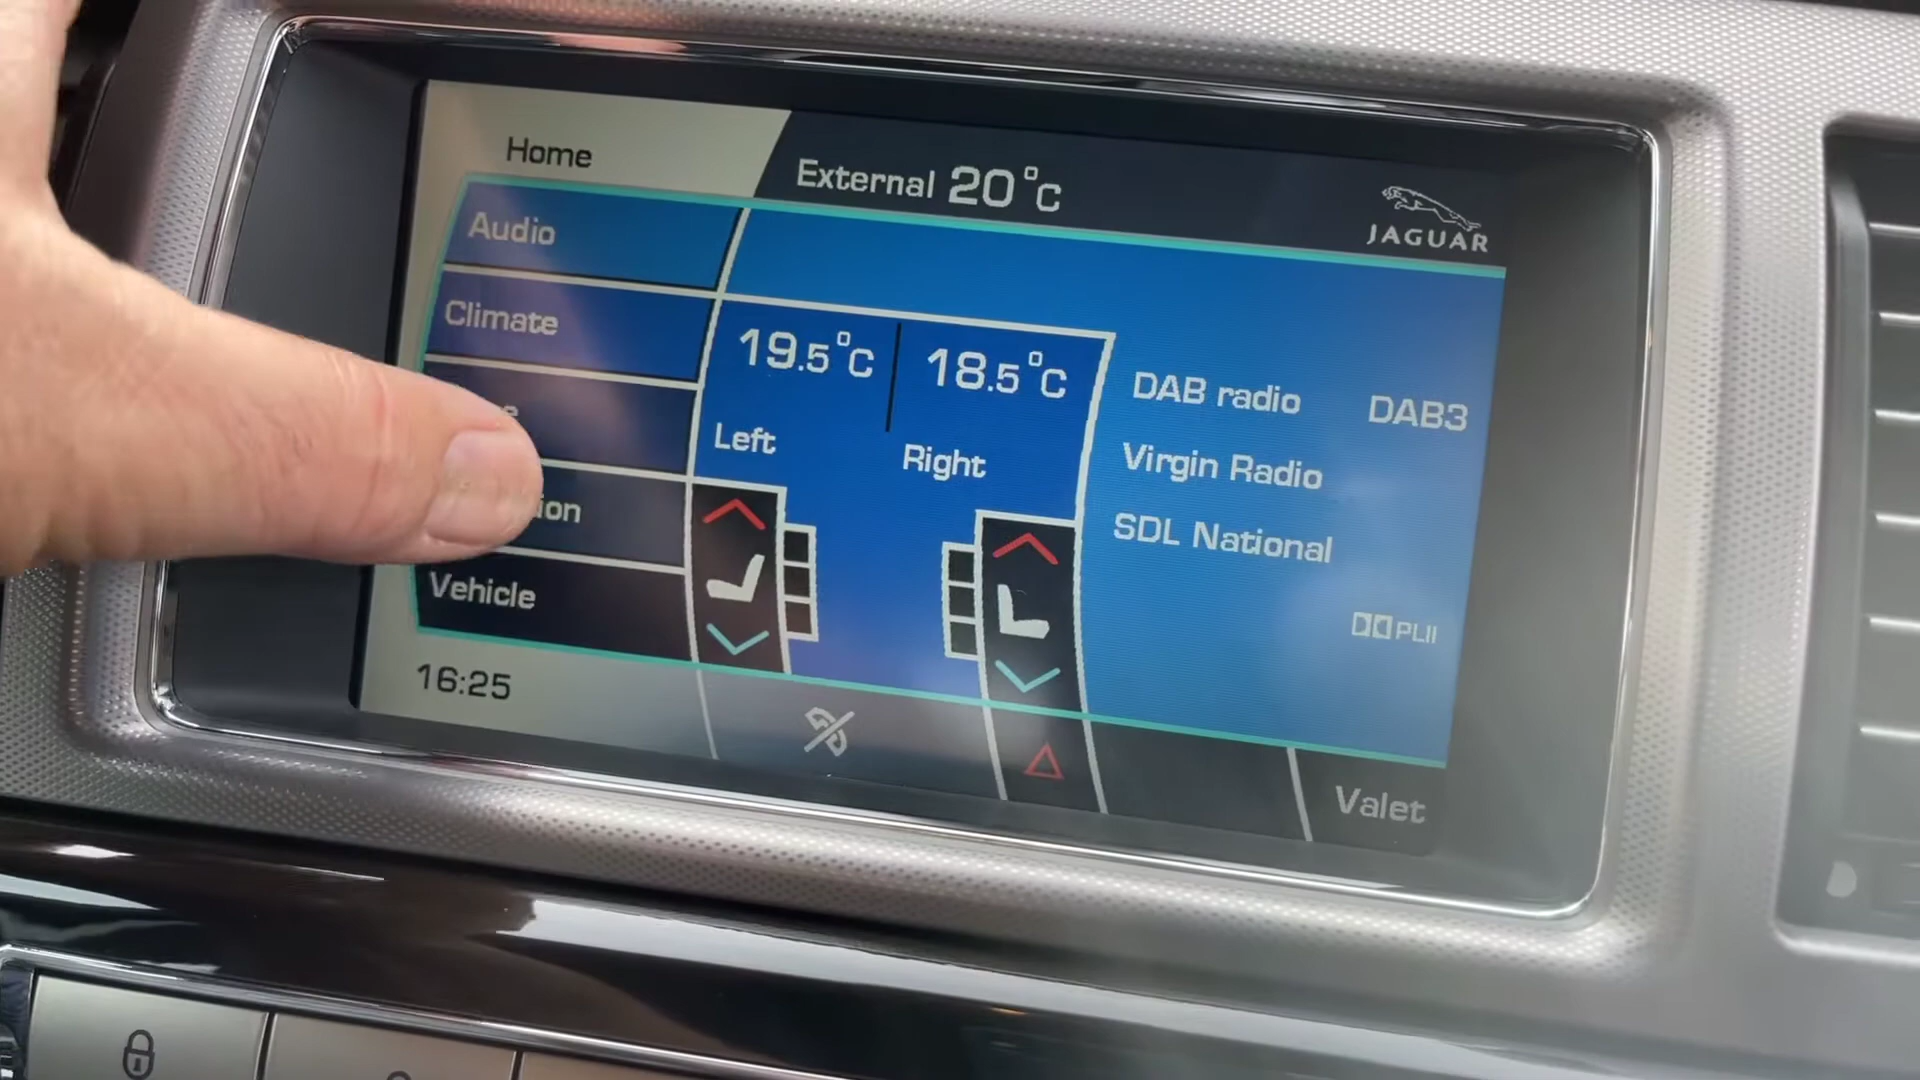 Home
External 20°C
JAGUAR
Audio
Climate
19.5°C
18.5°C
Left
Right
DAB radio DAB3
Virgin Radio
SDL National
Vehicle
PLII
16:25
Valet